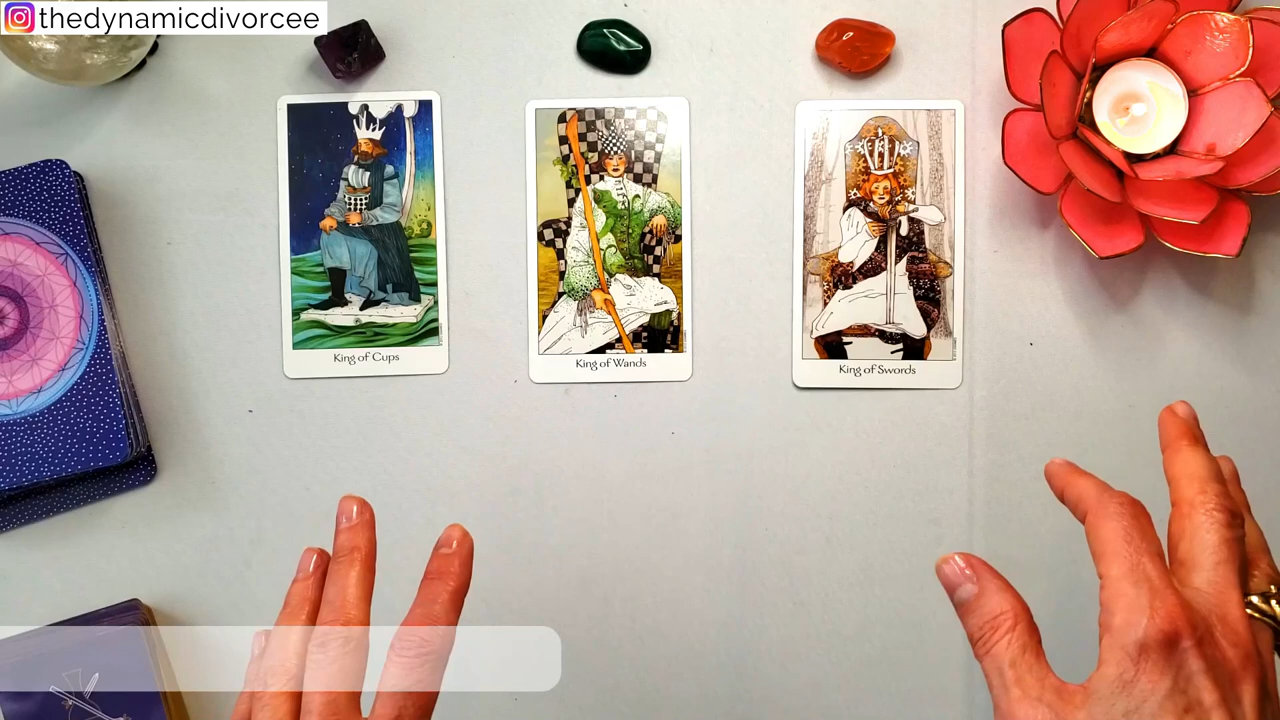 thedynamicdivorcee
King of Cups
King of Wands
King of Swords